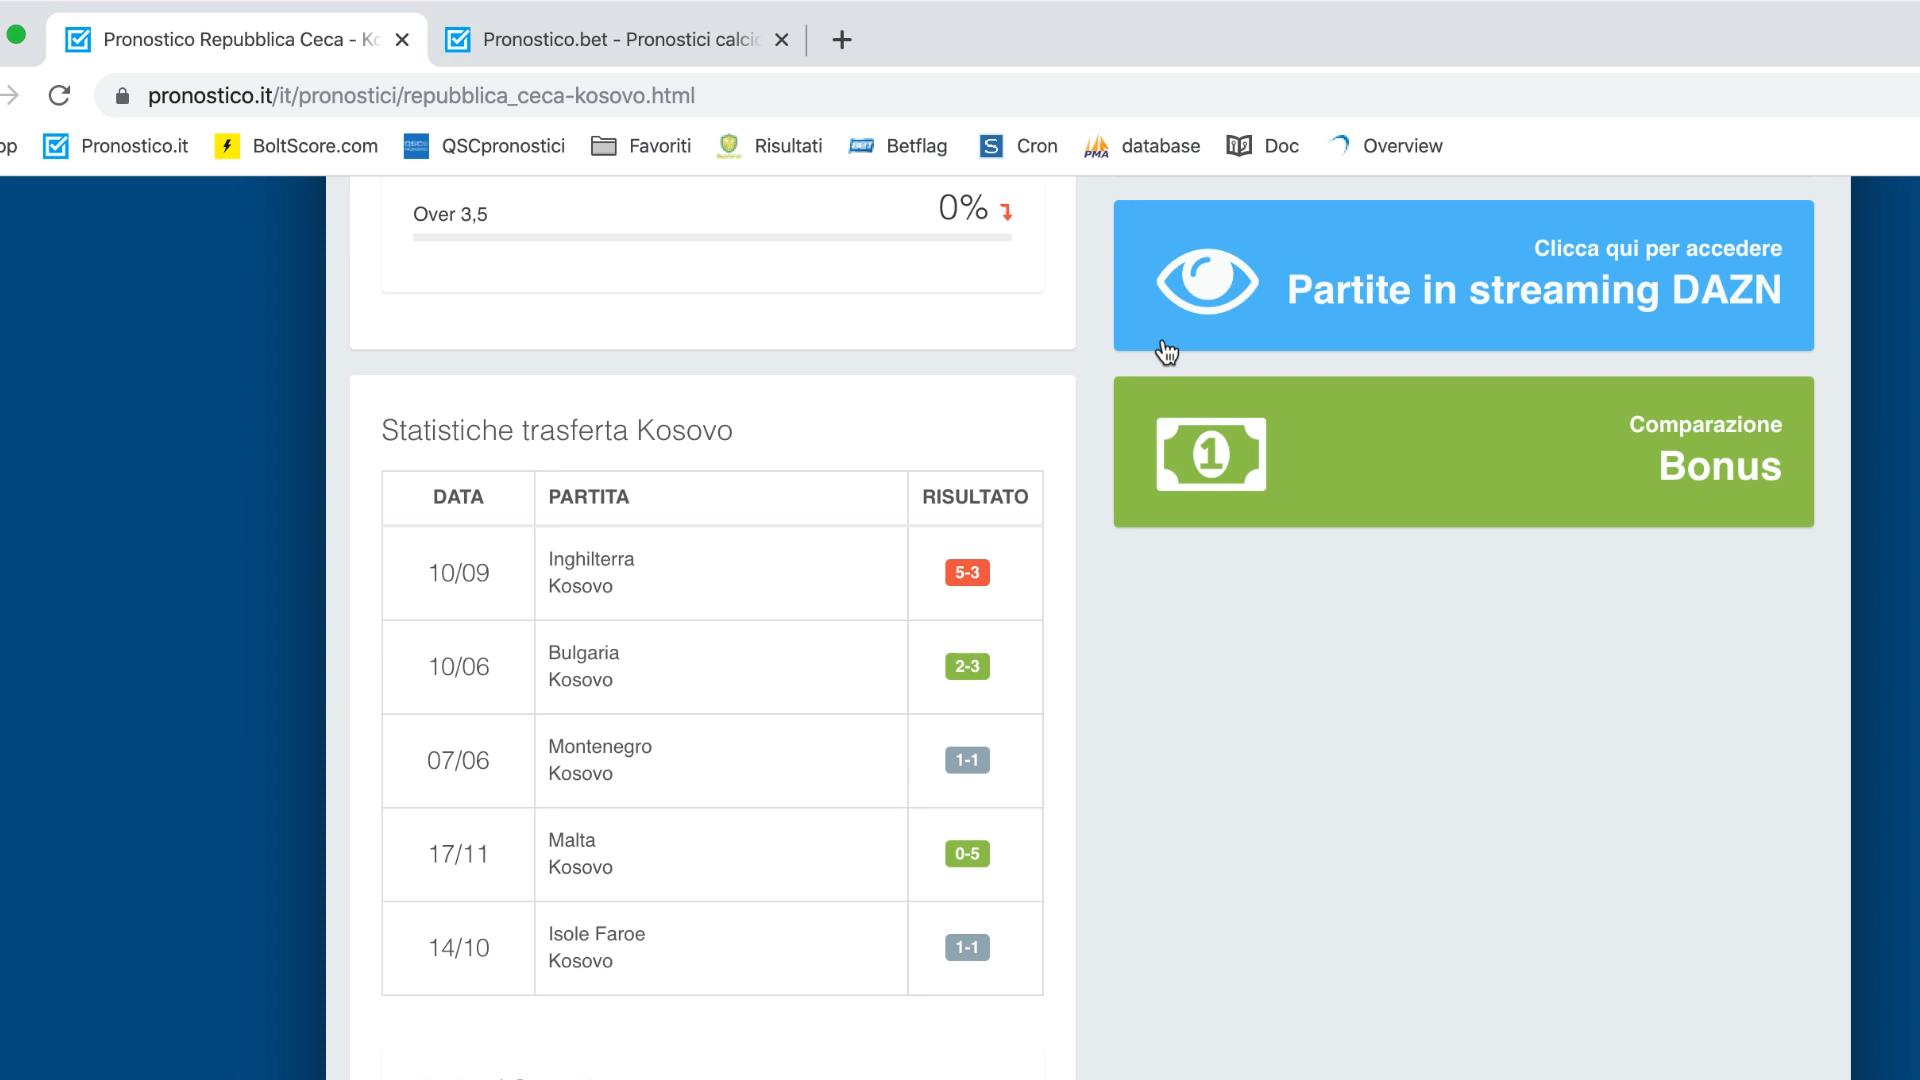 Pronostico Repubblica Ceca - Ko
Pronostico.bet - Pronostici calcio
pronostico.it/it/pronostici/repubblica_ceca-kosovo.html
pp
Pronostico.it
BoltScore.com
QSCpronostici
Favoriti
Risultati
Betflag
Cron
database
Doc
Overview
Over 3,5
0%
Clicca qui per accedere
Partite in streaming DAZN
Comparazione
Bonus
Statistiche trasferta Kosovo
DATA PARTITA RISULTATO
10/09 Inghilterra
Kosovo
5-3
10/06 Bulgaria
Kosovo
2-3
07/06 Montenegro
Kosovo
1-1
17/11 Malta
Kosovo
0-5
14/10 Isole Faroe
Kosovo
1-1